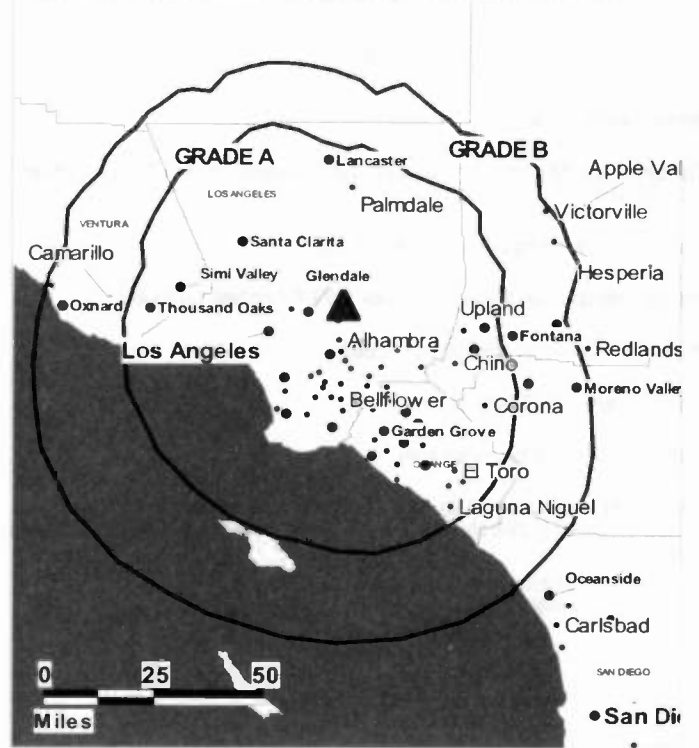 GRADE A
GRADE B
Lancaster
Apple Val
LOS ANGELES
Palmdale
Victorville
VENTURA
Camarillo
Santa Clarita
Hesperia
Simi Valley
Glendale
Oxnard
Thousand Oaks
Upland
Los Angeles
Alhambra
Fontana
Redlands
Chino
Bellflower
Corona
Moreno Valle
Garden Grove
ORANGE
El Toro
Laguna Niguel
Oceanside
Carlsbad
SAN DIEGO
San Di
0 25 50
Miles